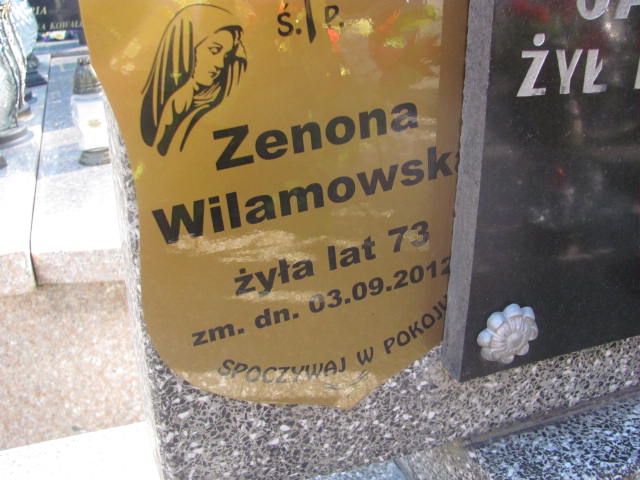 Ś. P.
Zenona
Wilamowska
żyła lat 73
zm. dn. 03.09.2012
SPOCZYWAJ W POKOJU
ŻYŁ